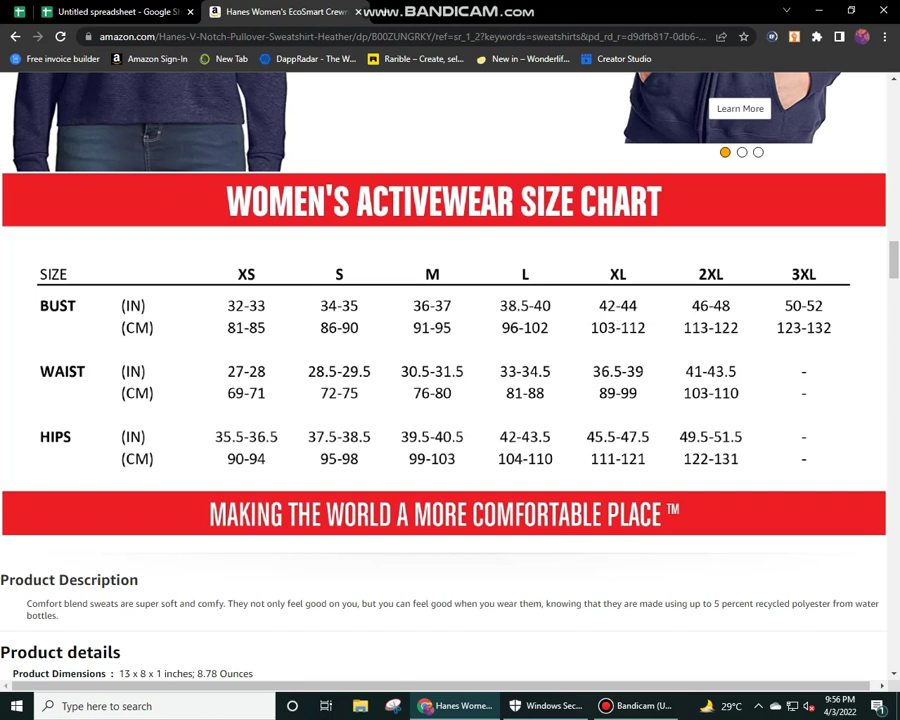 Untitled spreadsheet - Google Sh
Hanes Women's EcoSmart Crewn
www.BANDICAM.com
amazon.com/Hanes-V-Notch-Pullover-Sweatshirt-Heather/dp/B00ZUNGRKY/ref=sr_1_2?keywords=sweatshirts&pd_rd_r=d9dfb817-0db6-...
Free invoice builder Amazon Sign-In New Tab DappRadar - The W... Rarible – Create, sel... New in – Wonderlif... Creator Studio
Learn More
WOMEN'S ACTIVEWEAR SIZE CHART
SIZE XS S M L XL 2XL 3XL
BUST (IN) 32-33 34-35 36-37 38.5-40 42-44 46-48 50-52
(CM) 81-85 86-90 91-95 96-102 103-112 113-122 123-132
WAIST (IN) 27-28 28.5-29.5 30.5-31.5 33-34.5 36.5-39 41-43.5 -
(CM) 69-71 72-75 76-80 81-88 89-99 103-110 -
HIPS (IN) 35.5-36.5 37.5-38.5 39.5-40.5 42-43.5 45.5-47.5 49.5-51.5 -
(CM) 90-94 95-98 99-103 104-110 111-121 122-131 -
MAKING THE WORLD A MORE COMFORTABLE PLACE ™
Product Description
Comfort blend sweats are super soft and comfy. They not only feel good on you, but you can feel good when you wear them, knowing that they are made using up to 5 percent recycled polyester from water
bottles.
Product details
Product Dimensions : 13 x 8 x 1 inches; 8.78 Ounces
Type here to search
Hanes Wome...
Windows Sec...
Bandicam (U...
29°C
9:56 PM
4/3/2022